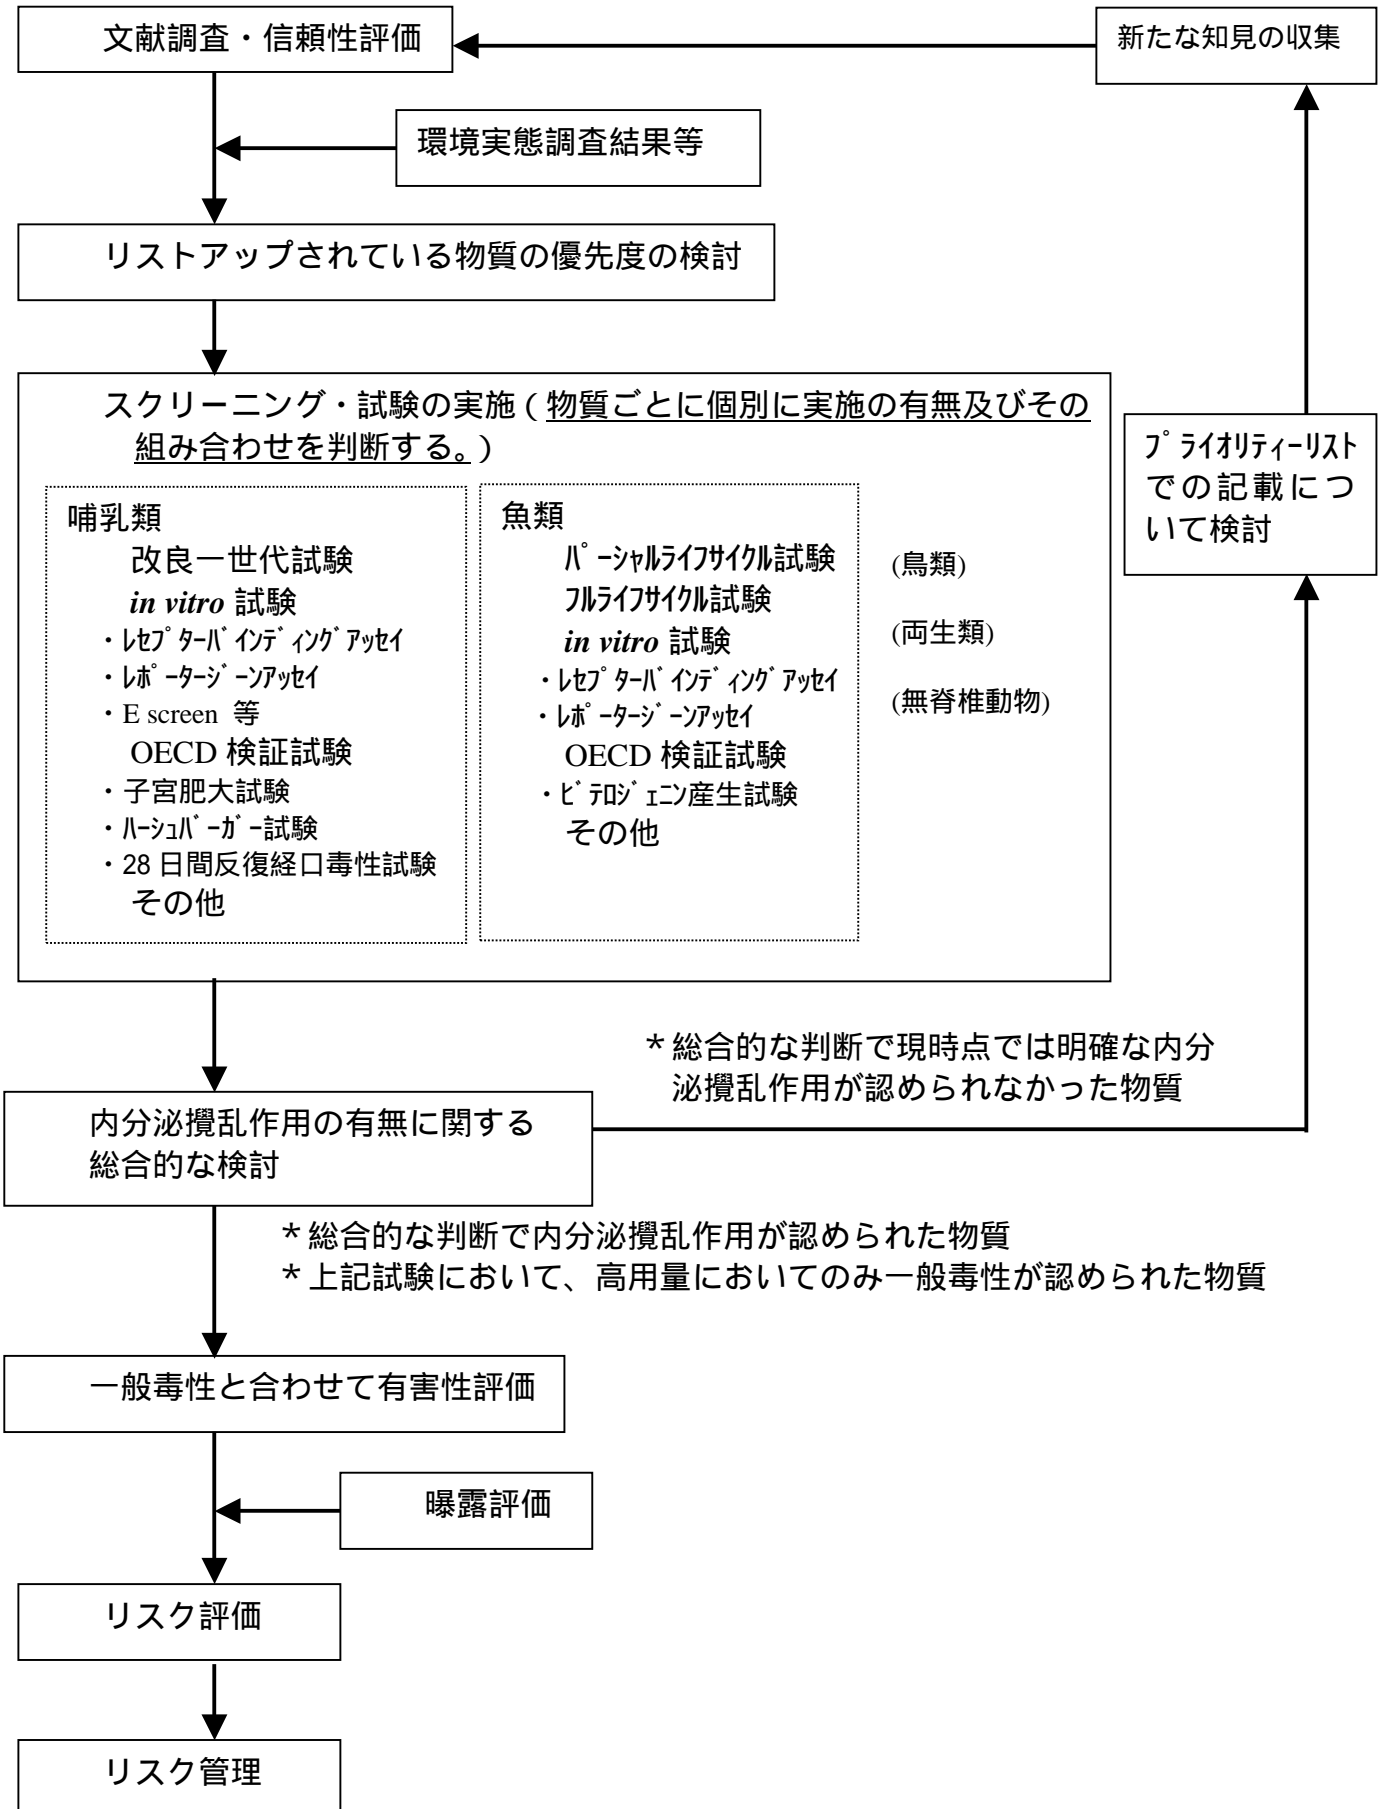 文献調査・信頼性評価
新たな知見の収集
環境実態調査結果等
リストアップされている物質の優先度の検討
スクリーニング・試験の実施(物質ごとに個別に実施の有無及びその
組み合わせを判断する。)
哺乳類
改良一世代試験
in vitro 試験
・ﾚｾﾌﾟﾀｰﾊﾞｲﾝﾃﾞｨﾝｸﾞｱｯｾｲ
・ﾚﾎﾟｰﾀｰｼﾞｰﾝｱｯｾｲ
・E screen 等
OECD 検証試験
・子宮肥大試験
・ﾊｰｼｭﾊﾞｰｶﾞｰ試験
・28 日間反復経口毒性試験
その他
魚類
ﾊﾟｰｼｬﾙﾗｲﾌｻｲｸﾙ試験
ﾌﾙﾗｲﾌｻｲｸﾙ試験
in vitro 試験
・ﾚｾﾌﾟﾀｰﾊﾞｲﾝﾃﾞｨﾝｸﾞｱｯｾｲ
・ﾚﾎﾟｰﾀｰｼﾞｰﾝｱｯｾｲ
OECD 検証試験
・ﾋﾞﾃﾛｼﾞｪﾆﾝ産生試験
その他
(鳥類)
(両生類)
(無脊椎動物)
ﾌﾟﾗｲｵﾘﾃｨｰﾘｽﾄ
での記載につ
いて検討
*総合的な判断で現時点では明確な内分
泌攪乱作用が認められなかった物質
内分泌攪乱作用の有無に関する
総合的な検討
*総合的な判断で内分泌攪乱作用が認められた物質
*上記試験において、高用量においてのみ一般毒性が認められた物質
一般毒性と合わせて有害性評価
曝露評価
リスク評価
リスク管理